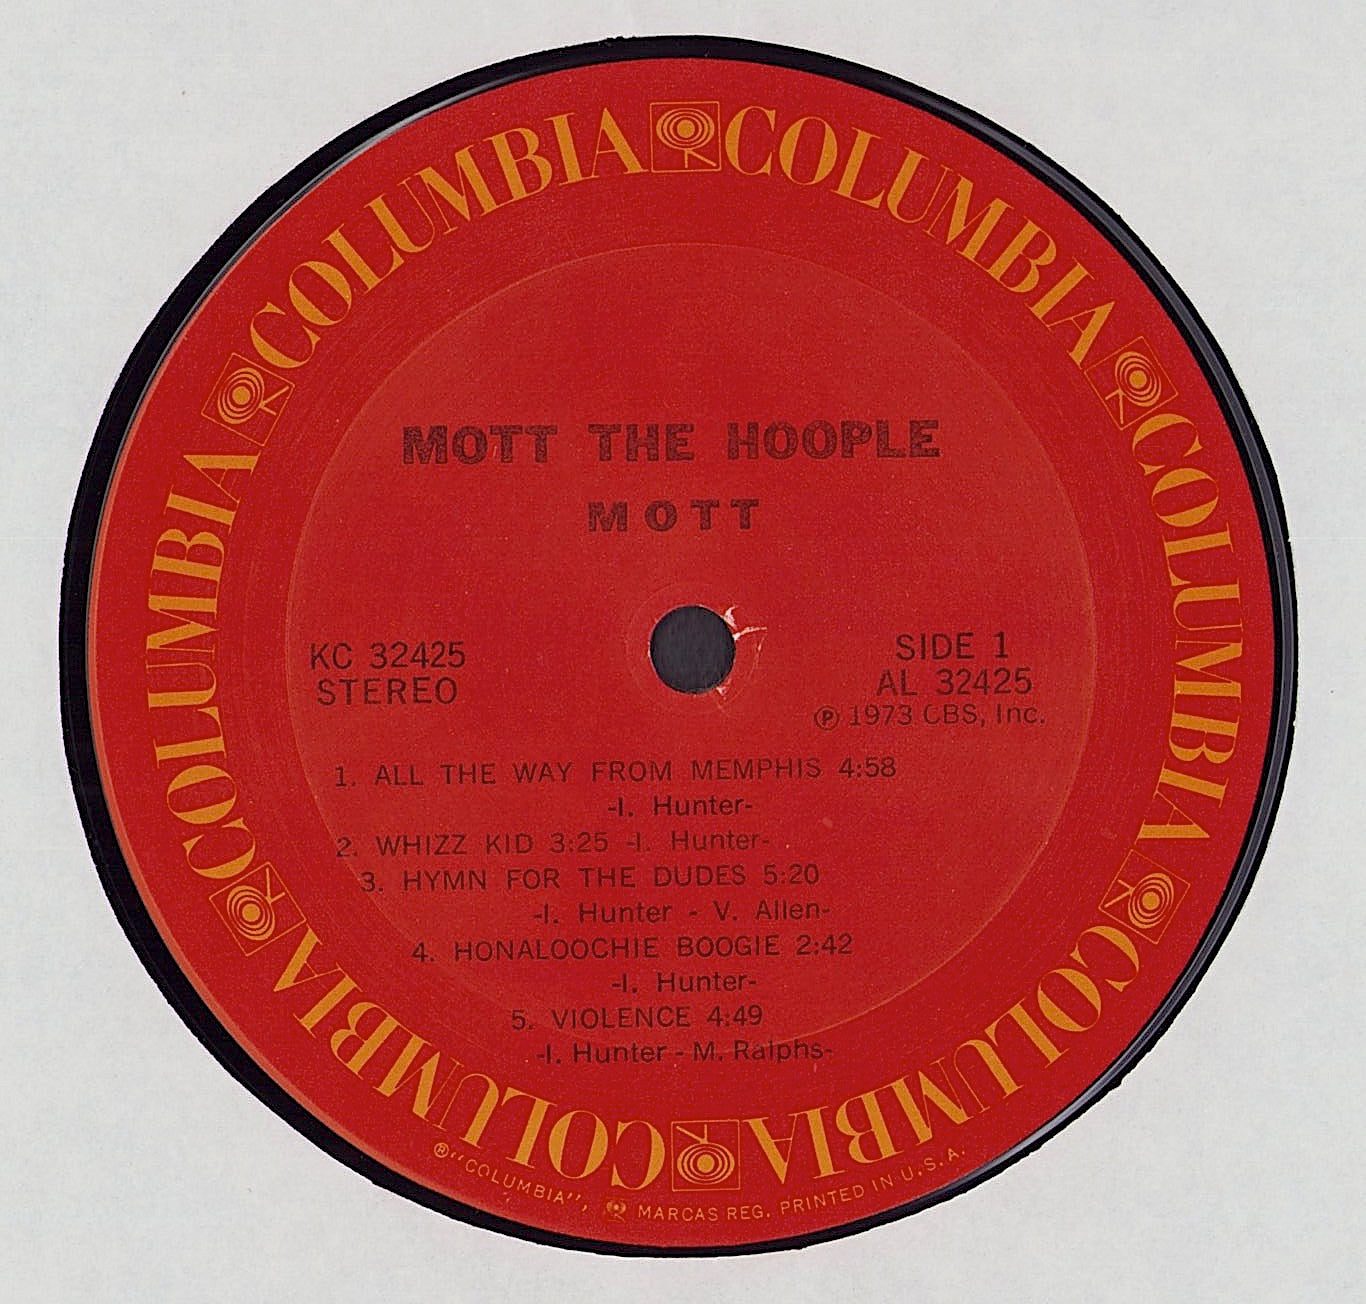 COLUMBIA COLUMBIA COLUMBIA COLUMBIA COLUMBIA COLUMBIA
MOTT THE HOOPLE
MOTT
KC 32425
STEREO
SIDE 1
AL 32425
Ⓟ 1973 CBS, Inc.
1. ALL THE WAY FROM MEMPHIS 4:58
-I. Hunter-
2. WHIZZ KID 3:25 -I. Hunter-
3. HYMN FOR THE DUDES 5:20
-I. Hunter - V. Allen-
4. HONALOOCHIE BOOGIE 2:42
-I. Hunter-
5. VIOLENCE 4:49
-I. Hunter - M. Ralphs-
® "COLUMBIA", MARCAS REG. PRINTED IN U.S.A.